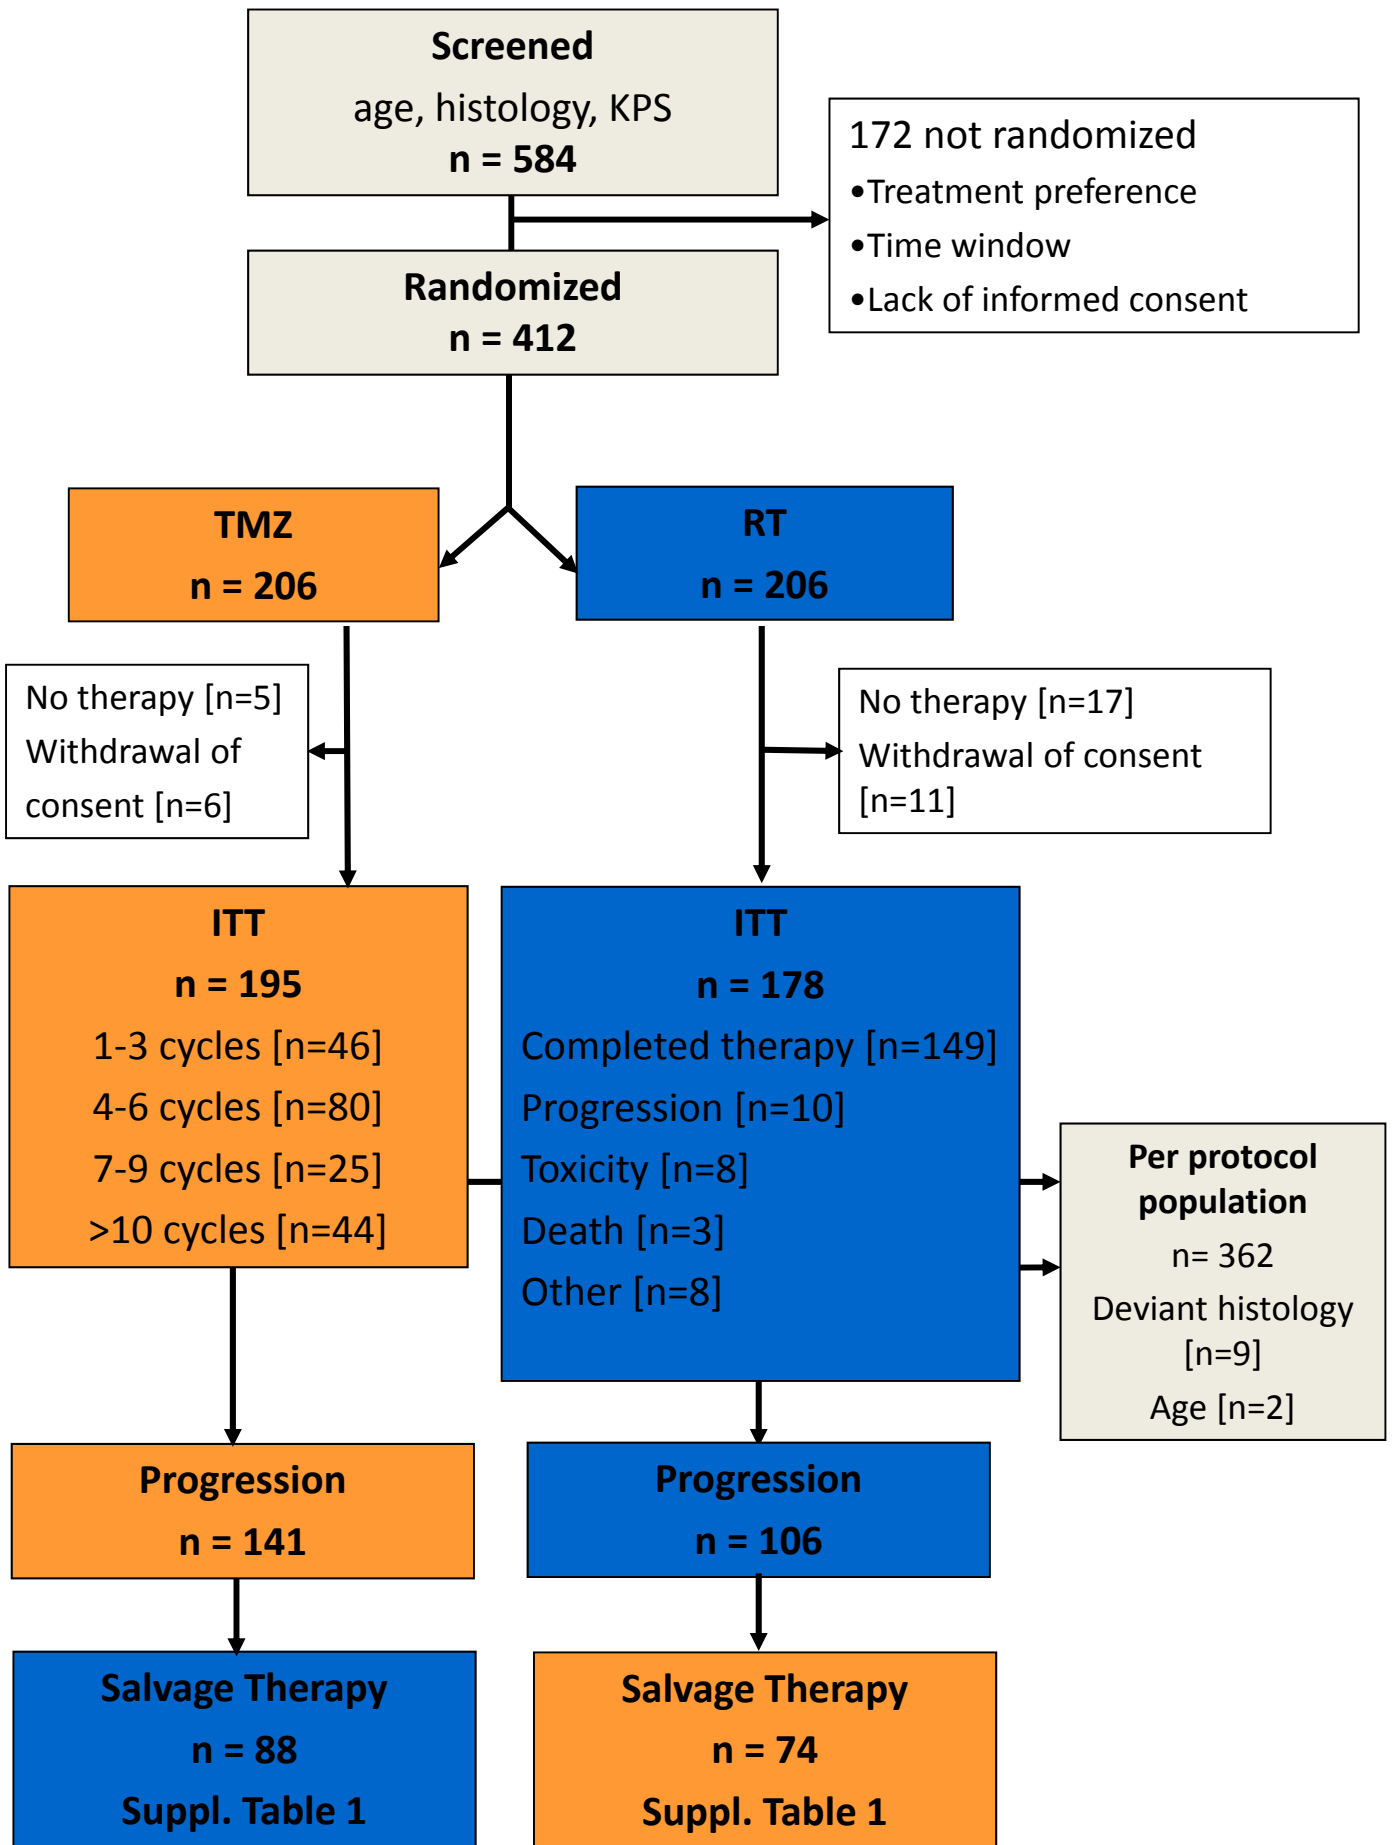 Screened
age, histology, KPS
n = 584
172 not randomized
•Treatment preference
•Time window
•Lack of informed consent
Randomized
n = 412
TMZ
n = 206
RT
n = 206
No therapy [n=5]
Withdrawal of
consent [n=6]
No therapy [n=17]
Withdrawal of consent
[n=11]
ITT
n = 195
1-3 cycles [n=46]
4-6 cycles [n=80]
7-9 cycles [n=25]
>10 cycles [n=44]
ITT
n = 178
Completed therapy [n=149]
Progression [n=10]
Toxicity [n=8]
Death [n=3]
Other [n=8]
Per protocol
population
n= 362
Deviant histology
[n=9]
Age [n=2]
Progression
n = 141
Progression
n = 106
Salvage Therapy
n = 88
Suppl. Table 1
Salvage Therapy
n = 74
Suppl. Table 1